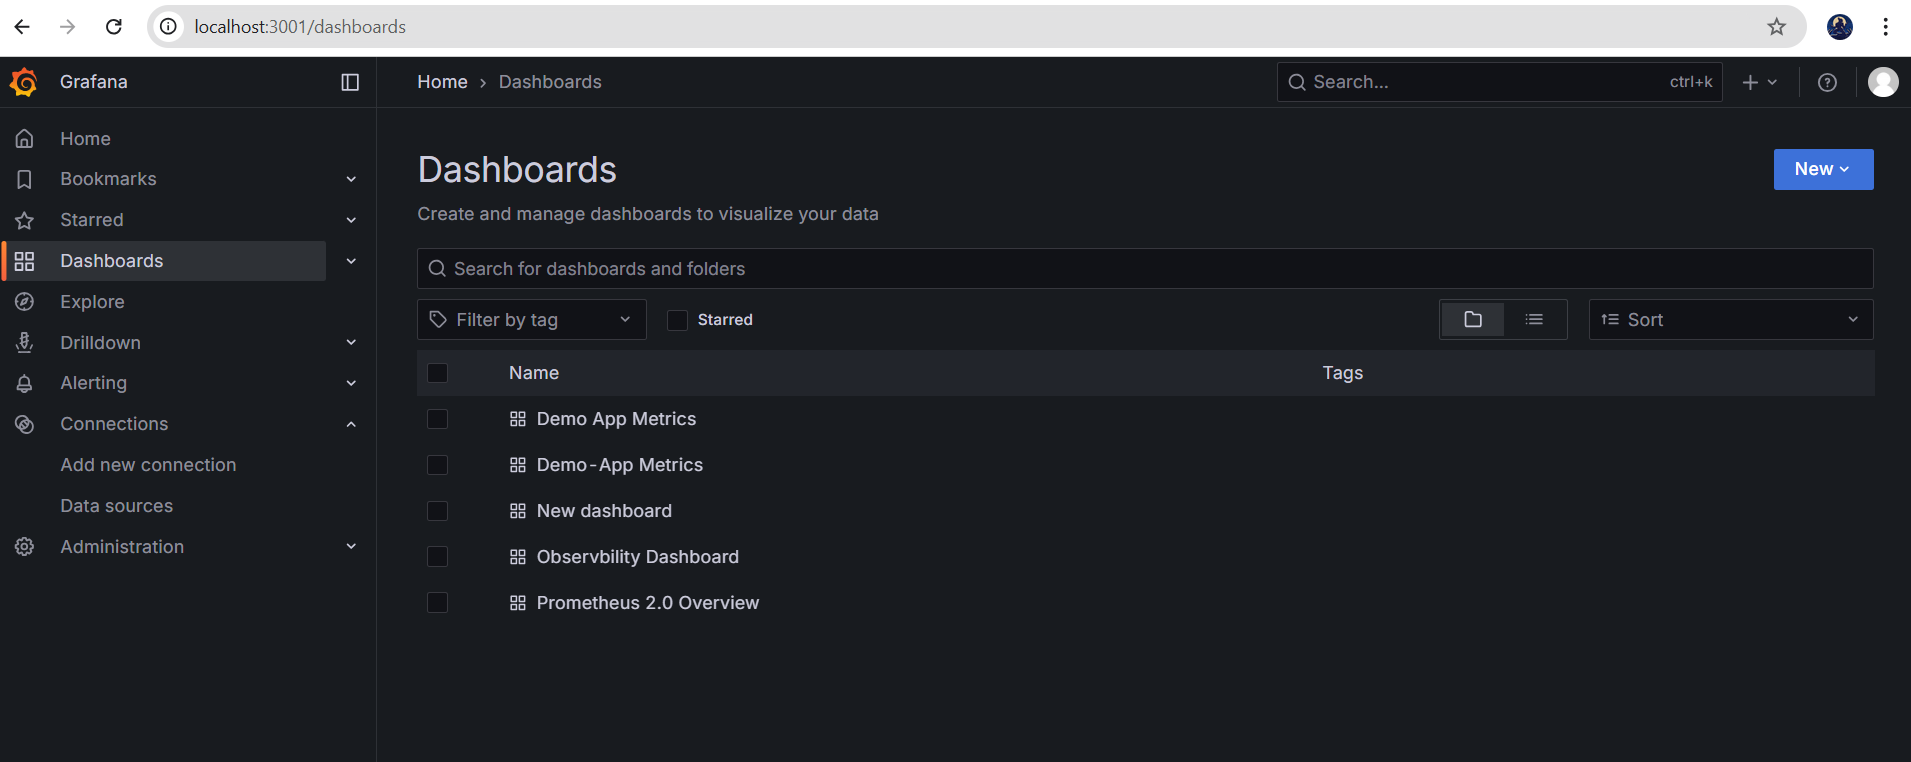 localhost:3001/dashboards
Grafana
Home › Dashboards
Search...
ctrl+k
Home
Bookmarks
Starred
Dashboards
Explore
Drilldown
Alerting
Connections
Add new connection
Data sources
Administration
Dashboards
New
Create and manage dashboards to visualize your data
Search for dashboards and folders
Filter by tag
Starred
Sort
Name
Tags
Demo App Metrics
Demo-App Metrics
New dashboard
Observbility Dashboard
Prometheus 2.0 Overview